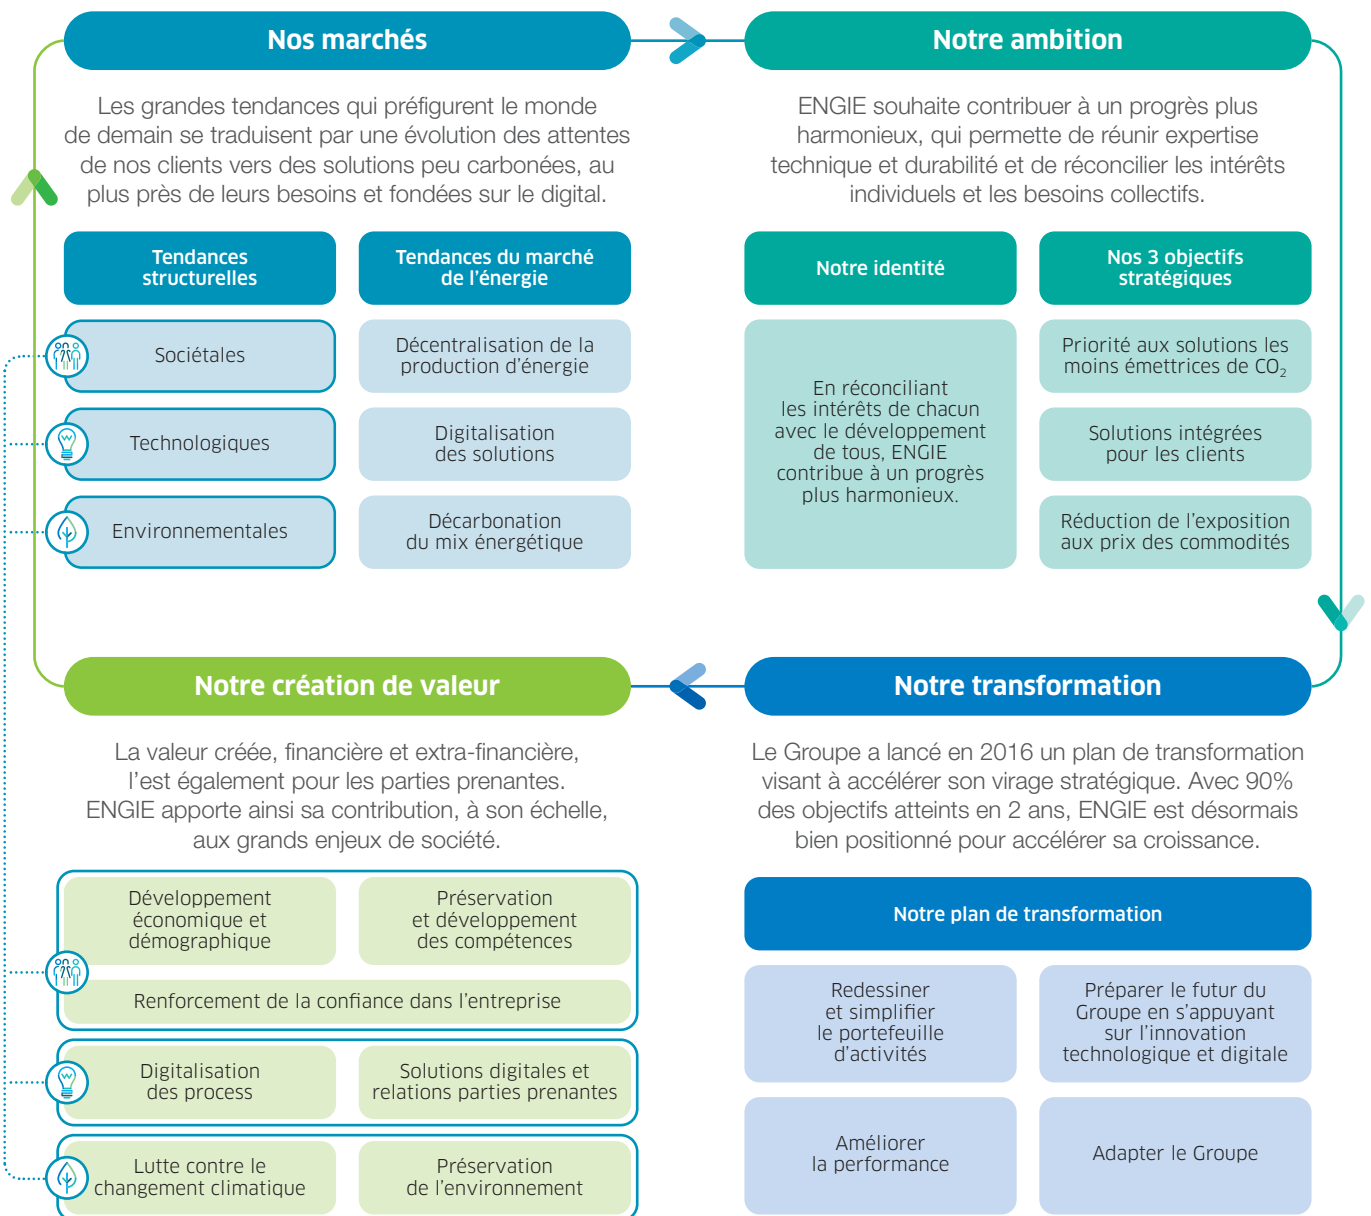 Nos marchés
Les grandes tendances qui préfigurent le monde
de demain se traduisent par une évolution des attentes
de nos clients vers des solutions peu carbonées, au
plus près de leurs besoins et fondées sur le digital.
Tendances
structurelles
Tendances du marché
de l'énergie
Sociétales
Décentralisation de la
production d'énergie
Technologiques
Digitalisation
des solutions
Environnementales
Décarbonation
du mix énergétique
Notre ambition
ENGIE souhaite contribuer à un progrès plus
harmonieux, qui permette de réunir expertise
technique et durabilité et de réconcilier les intérêts
individuels et les besoins collectifs.
Notre identité
Nos 3 objectifs
stratégiques
En réconciliant
les intérêts de chacun
avec le développement
de tous, ENGIE
contribue à un progrès
plus harmonieux.
Priorité aux solutions les
moins émettrices de CO₂
Solutions intégrées
pour les clients
Réduction de l'exposition
aux prix des commodités
Notre création de valeur
La valeur créée, financière et extra-financière,
l'est également pour les parties prenantes.
ENGIE apporte ainsi sa contribution, à son échelle,
aux grands enjeux de société.
Développement
économique et
démographique
Préservation
et développement
des compétences
Renforcement de la confiance dans l'entreprise
Digitalisation
des process
Solutions digitales et
relations parties prenantes
Lutte contre le
changement climatique
Préservation
de l'environnement
Notre transformation
Le Groupe a lancé en 2016 un plan de transformation
visant à accélérer son virage stratégique. Avec 90%
des objectifs atteints en 2 ans, ENGIE est désormais
bien positionné pour accélérer sa croissance.
Notre plan de transformation
Redessiner
et simplifier
le portefeuille
d'activités
Préparer le futur du
Groupe en s'appuyant
sur l'innovation
technologique et digitale
Améliorer
la performance
Adapter le Groupe